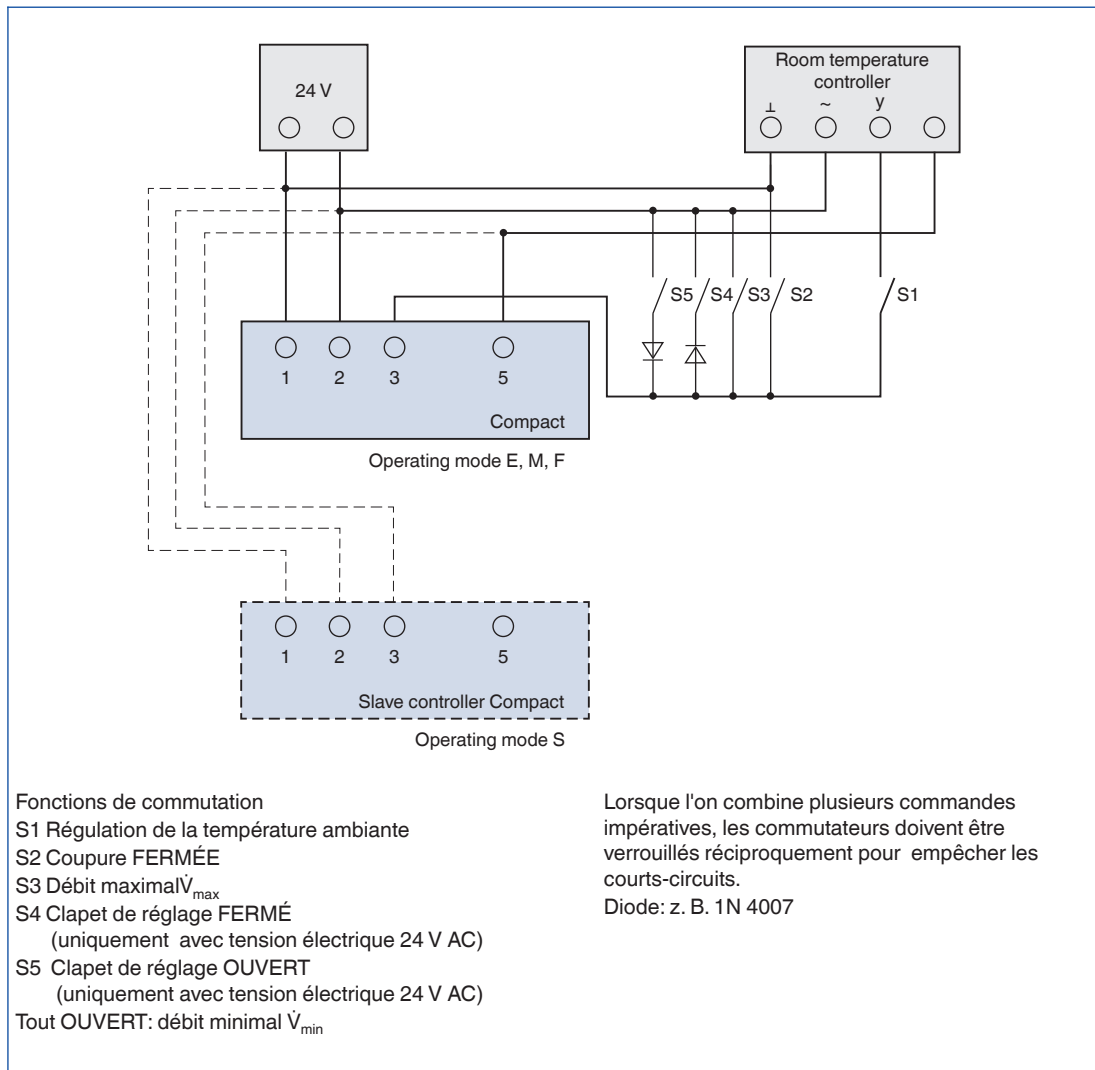 24 V
Room temperature
controller
⊥ ~ y
S5 S4 S3 S2 S1
1 2 3 5
Compact
Operating mode E, M, F
1 2 3 5
Slave controller Compact
Operating mode S
Fonctions de commutation
S1 Régulation de la température ambiante
S2 Coupure FERMÉE
S3 Débit maximalV̇max
S4 Clapet de réglage FERMÉ
(uniquement avec tension électrique 24 V AC)
S5 Clapet de réglage OUVERT
(uniquement avec tension électrique 24 V AC)
Tout OUVERT: débit minimal V̇min
Lorsque l'on combine plusieurs commandes
impératives, les commutateurs doivent être
verrouillés réciproquement pour empêcher les
courts-circuits.
Diode: z. B. 1N 4007